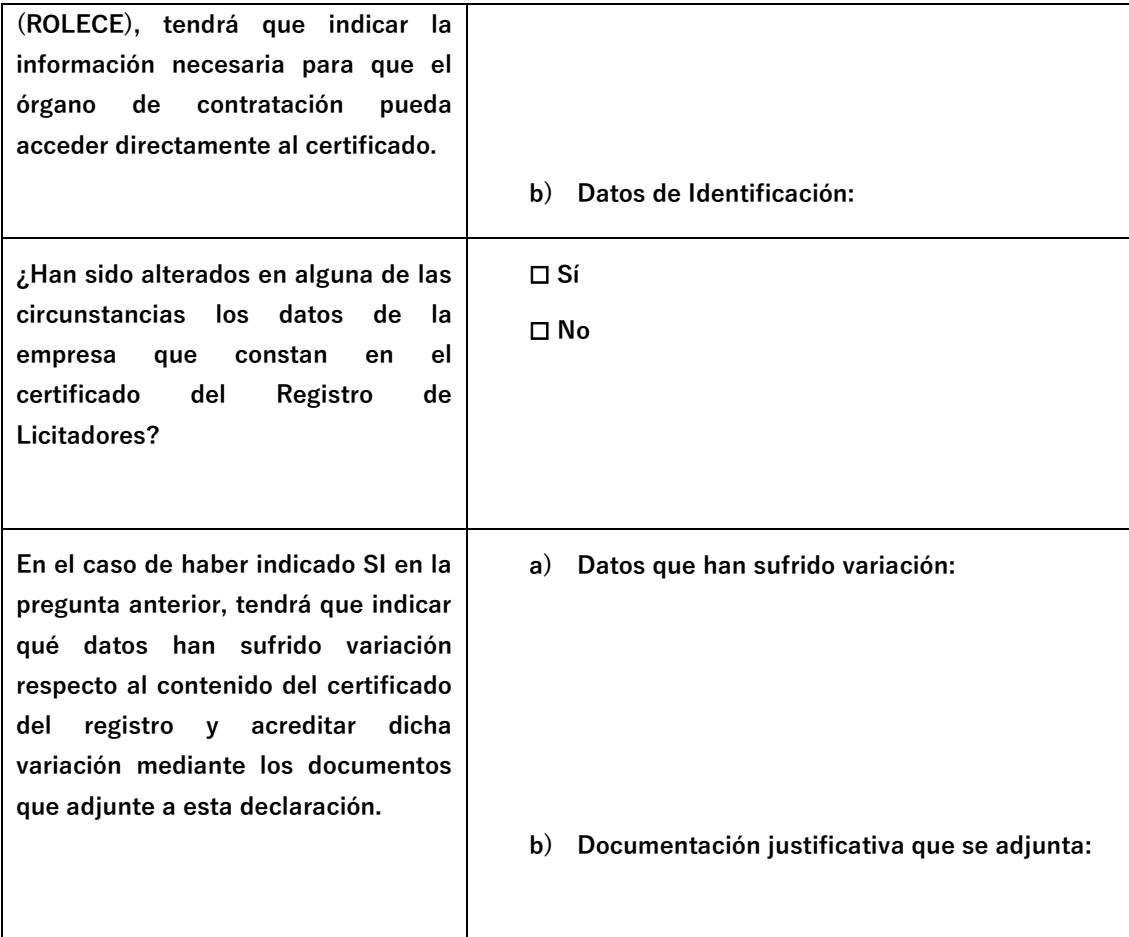 (ROLECE), tendrá que indicar la
información necesaria para que el
órgano de contratación pueda
acceder directamente al certificado.
b) Datos de Identificación:
¿Han sido alterados en alguna de las
circunstancias los datos de la
empresa que constan en el
certificado del Registro de
Licitadores?
☐ Sí
☐ No
En el caso de haber indicado SI en la
pregunta anterior, tendrá que indicar
qué datos han sufrido variación
respecto al contenido del certificado
del registro y acreditar dicha
variación mediante los documentos
que adjunte a esta declaración.
a) Datos que han sufrido variación:
b) Documentación justificativa que se adjunta: